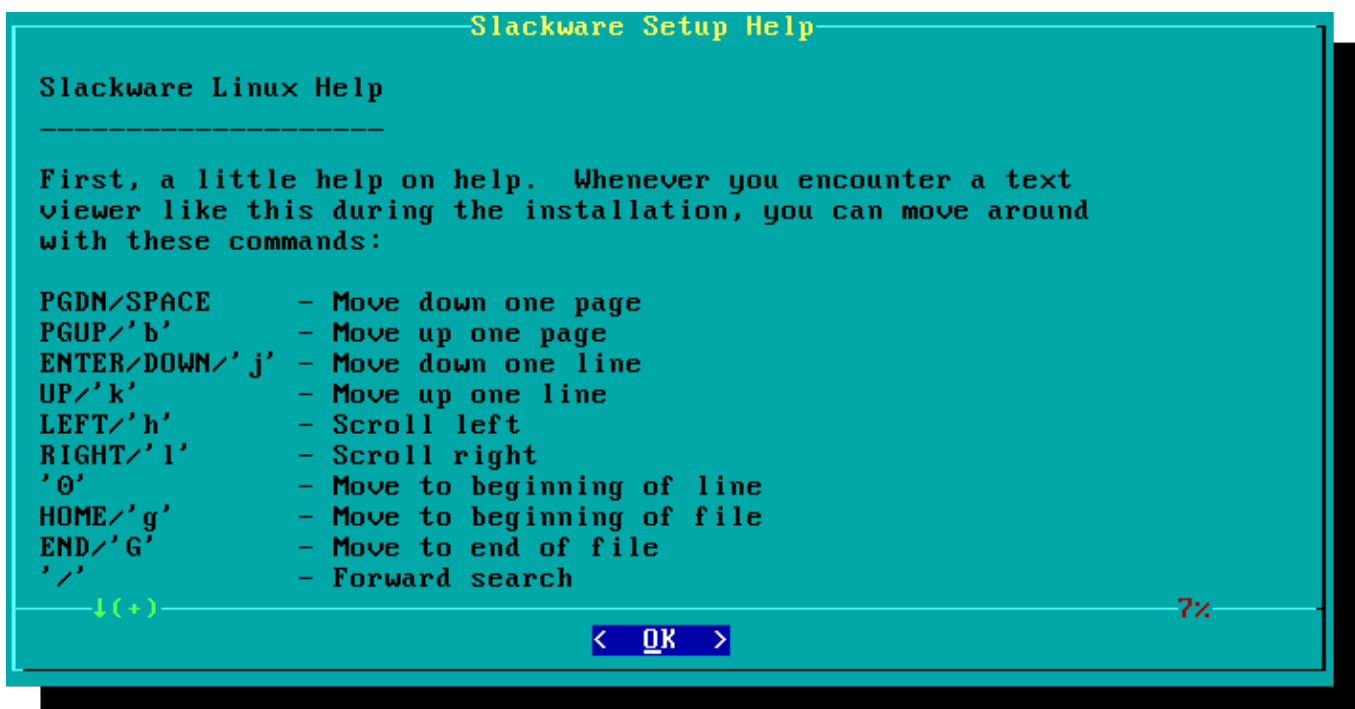 Slackware Setup Help
Slackware Linux Help
--------------------
First, a little help on help.  Whenever you encounter a text
viewer like this during the installation, you can move around
with these commands:
PGDN/SPACE     - Move down one page
PGUP/'b'       - Move up one page
ENTER/DOWN/'j' - Move down one line
UP/'k'         - Move up one line
LEFT/'h'       - Scroll left
RIGHT/'l'      - Scroll right
'0'            - Move to beginning of line
HOME/'g'       - Move to beginning of file
END/'G'        - Move to end of file
'/'            - Forward search
↓(+) 7%
<  OK  >